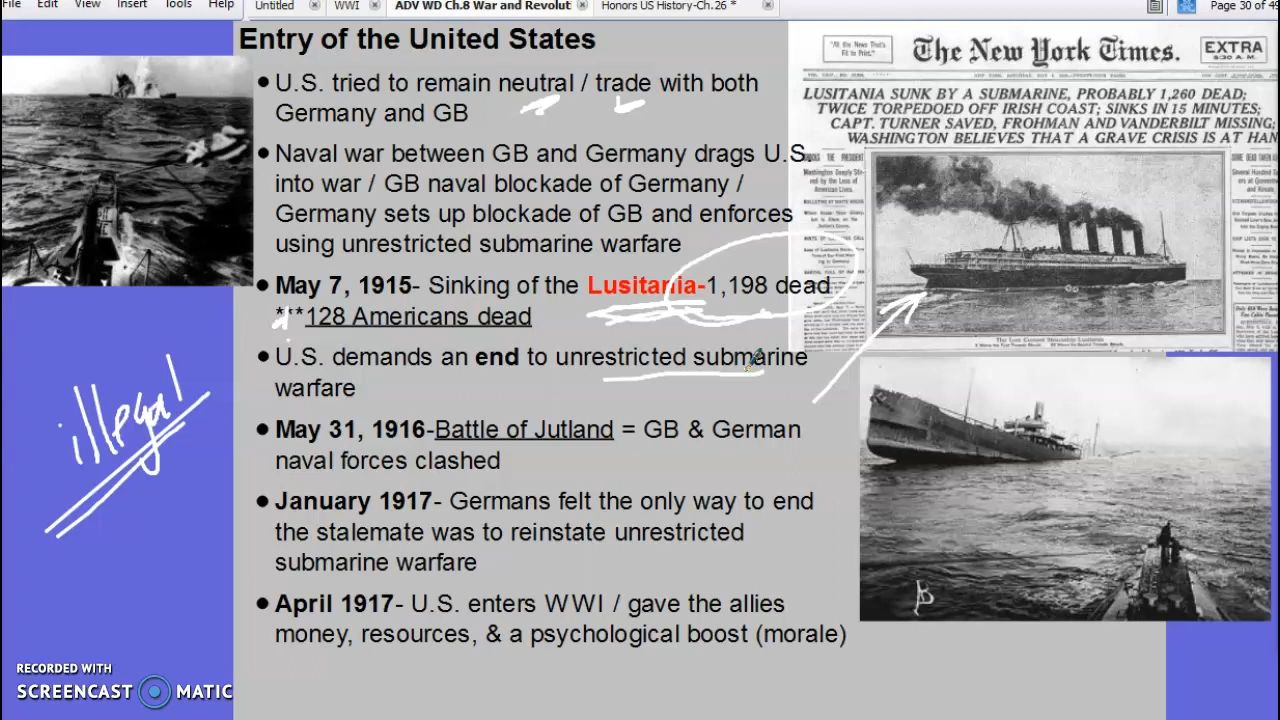 File Edit View Insert Tools Help
Untitled WWI ADV WD Ch.8 War and Revoluti Honors US History-Ch.26 * Page 30 of 49
Entry of the United States
• U.S. tried to remain neutral / trade with both
Germany and GB
• Naval war between GB and Germany drags U.S.
into war / GB naval blockade of Germany /
Germany sets up blockade of GB and enforces
using unrestricted submarine warfare
• May 7, 1915- Sinking of the Lusitania-1,198 dead
***128 Americans dead
• U.S. demands an end to unrestricted submarine
warfare
• May 31, 1916-Battle of Jutland = GB & German
naval forces clashed
• January 1917- Germans felt the only way to end
the stalemate was to reinstate unrestricted
submarine warfare
• April 1917- U.S. enters WWI / gave the allies
money, resources, & a psychological boost (morale)
illegal
"All the News That's
Fit to Print."
The New York Times.
EXTRA
5:30 A.M.
LUSITANIA SUNK BY A SUBMARINE, PROBABLY 1,260 DEAD;
TWICE TORPEDOED OFF IRISH COAST; SINKS IN 15 MINUTES;
CAPT. TURNER SAVED, FROHMAN AND VANDERBILT MISSING;
WASHINGTON BELIEVES THAT A GRAVE CRISIS IS AT HAN
The Lost Cunard Steamship Lusitania
RECORDED WITH
SCREENCAST MATIC